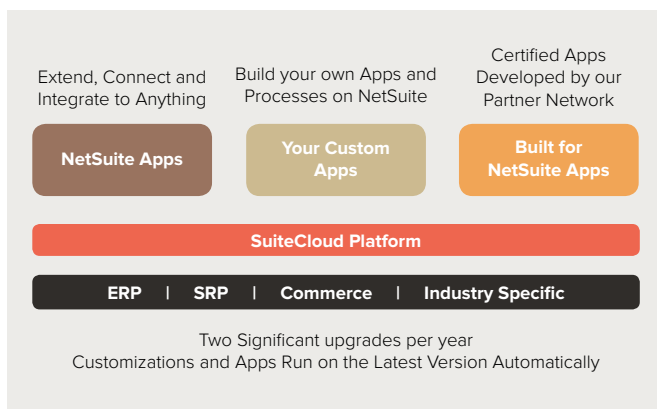 Extend, Connect and
Integrate to Anything
Build your own Apps and
Processes on NetSuite
Certified Apps
Developed by our
Partner Network
NetSuite Apps
Your Custom
Apps
Built for
NetSuite Apps
SuiteCloud Platform
ERP | SRP | Commerce | Industry Specific
Two Significant upgrades per year
Customizations and Apps Run on the Latest Version Automatically